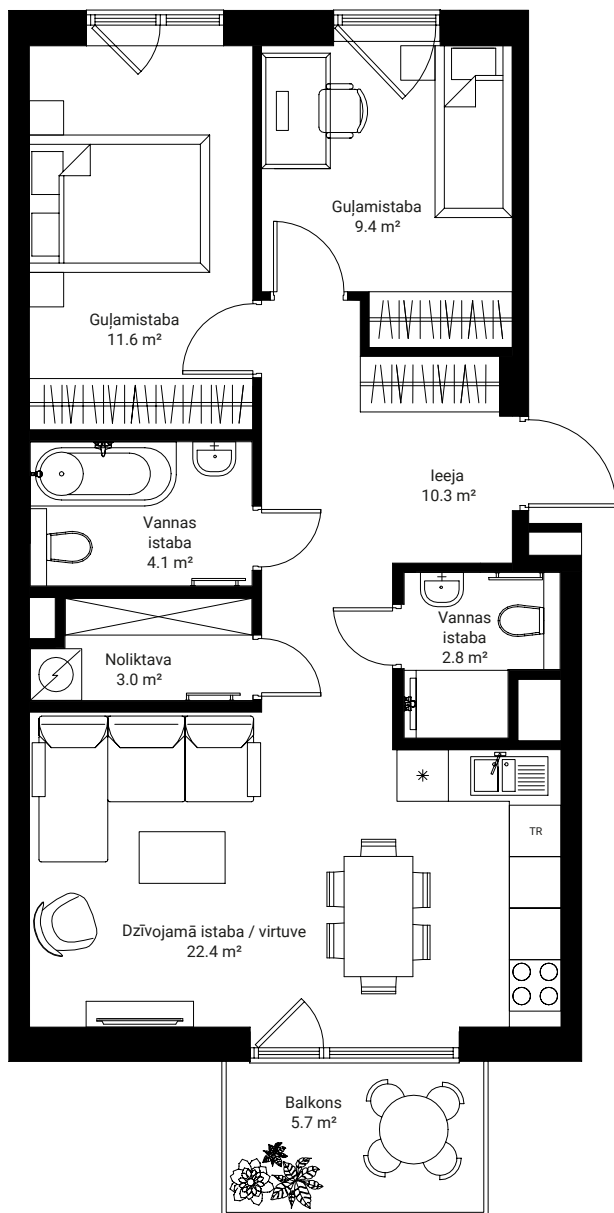 Guļamistaba
9.4 m²
Guļamistaba
11.6 m²
Ieeja
10.3 m²
Vannas
istaba
4.1 m²
Vannas
istaba
2.8 m²
Noliktava
3.0 m²
TR
Dzīvojamā istaba / virtuve
22.4 m²
Balkons
5.7 m²